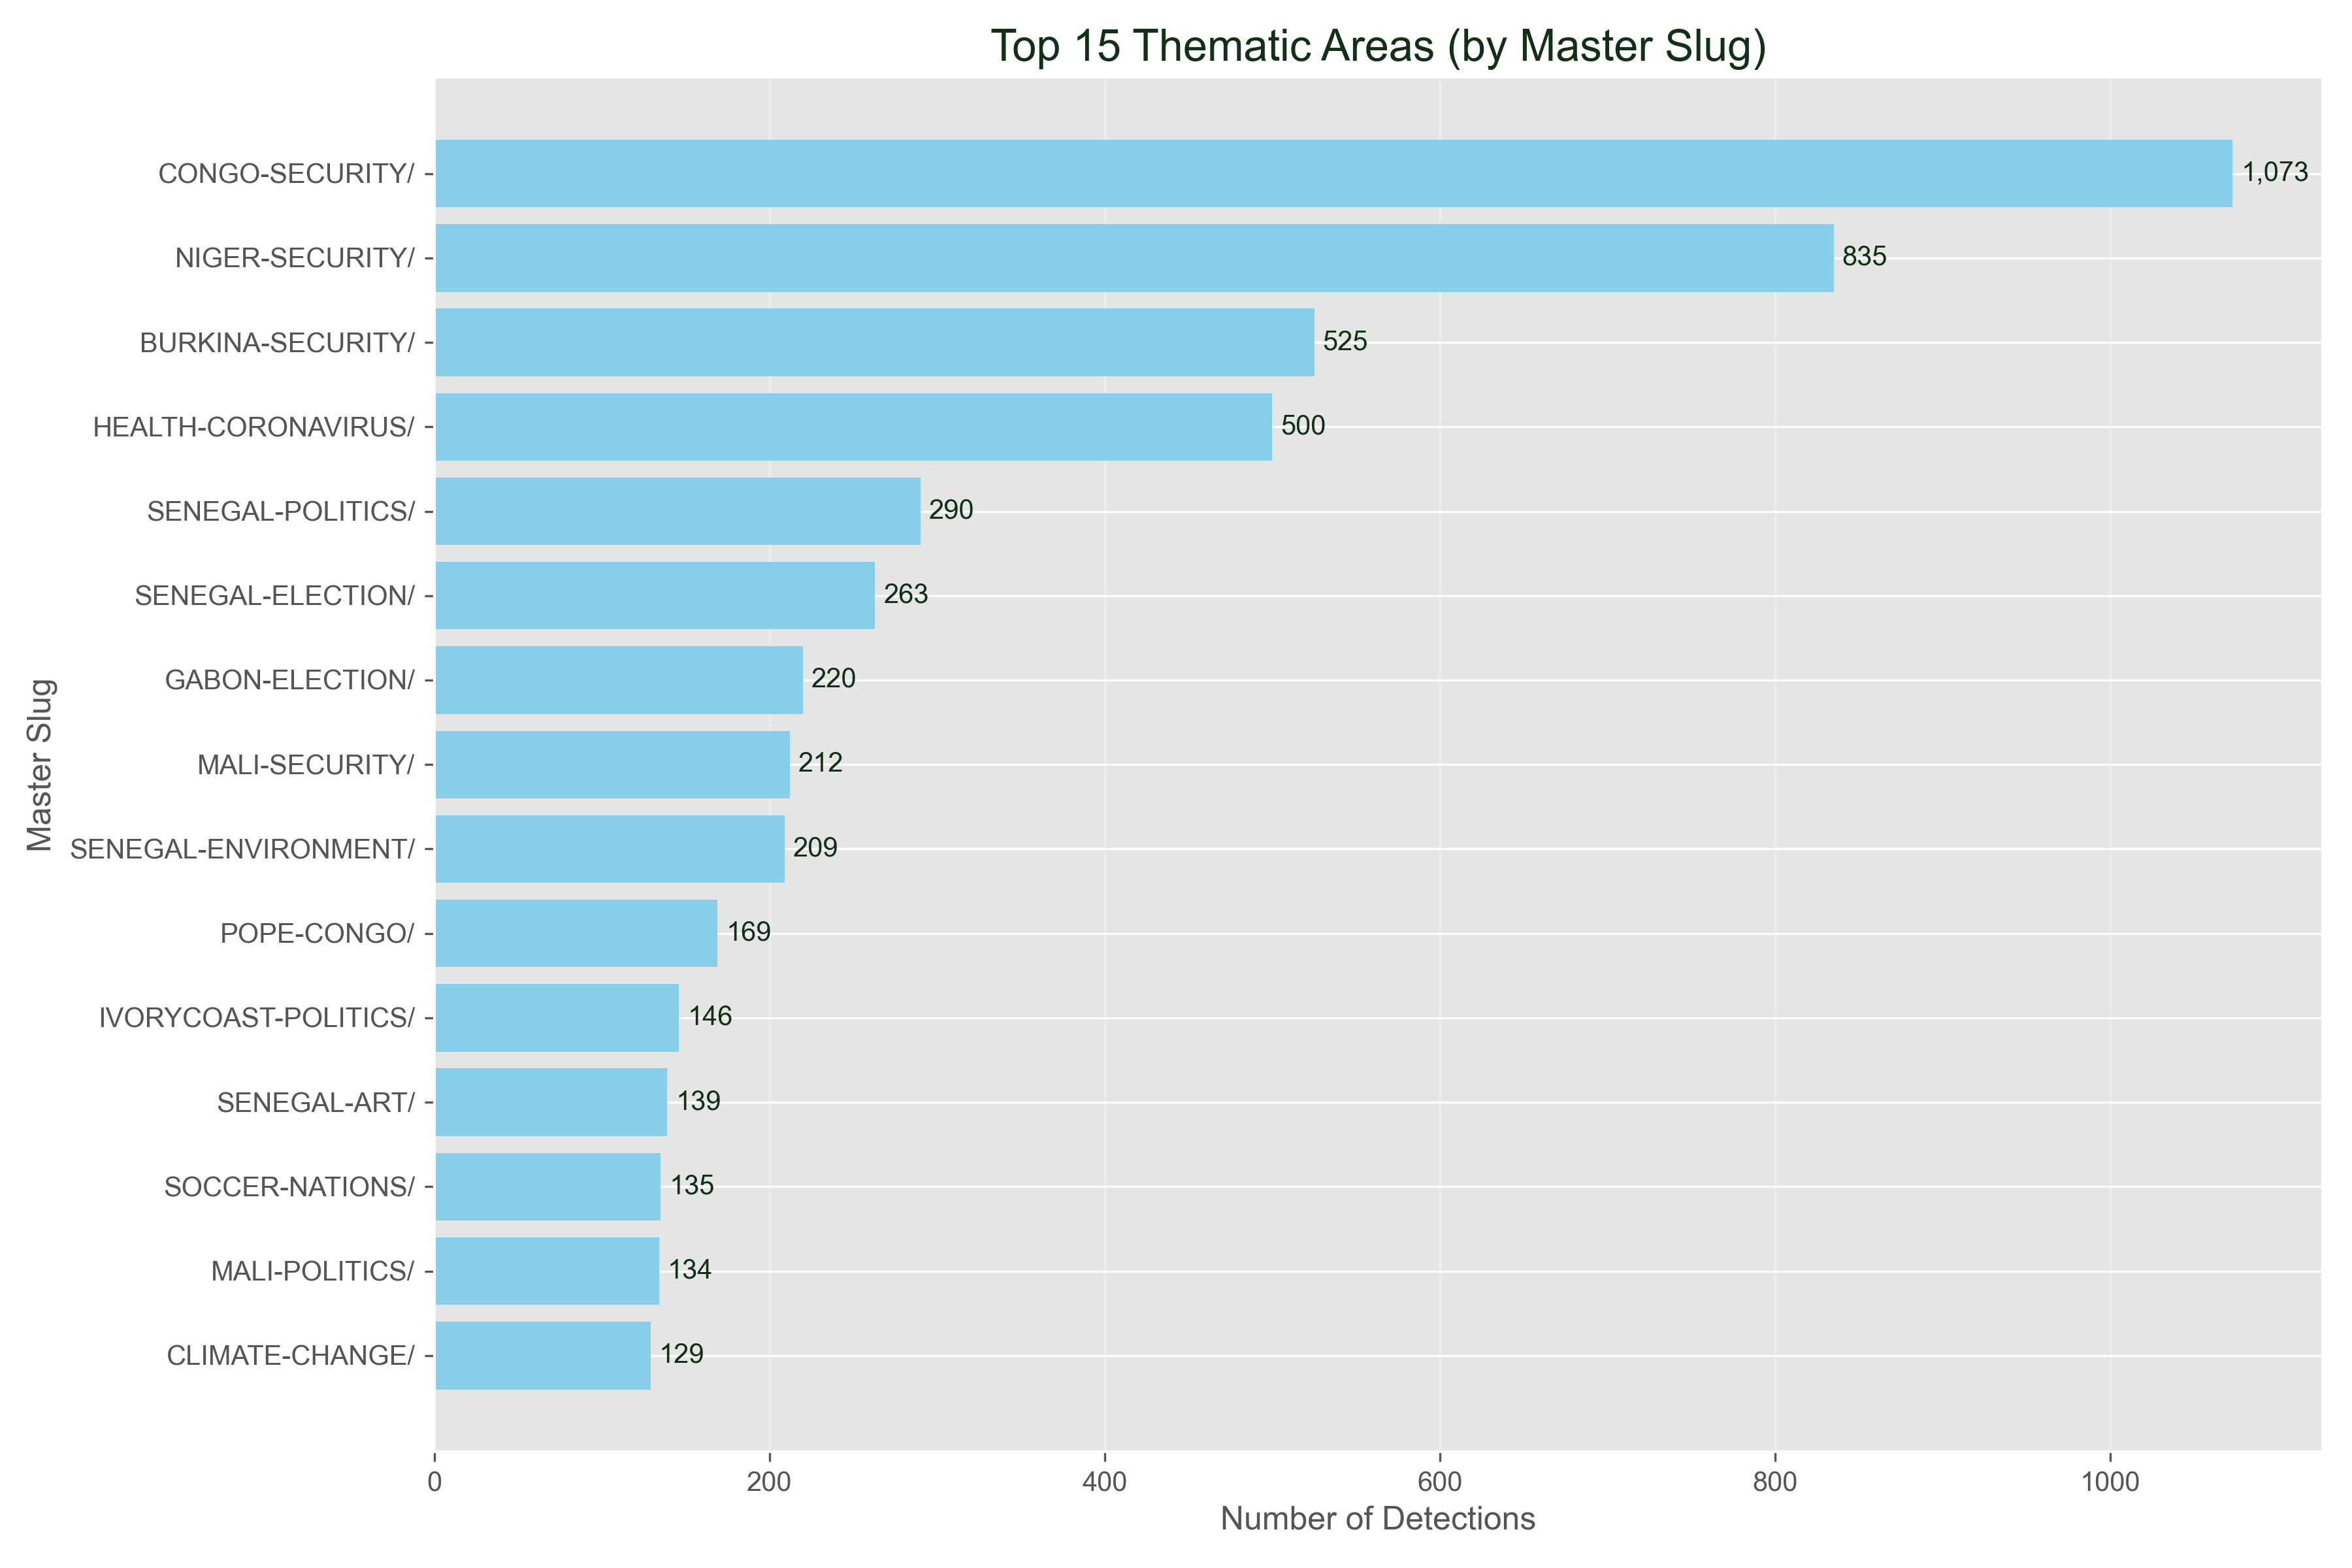 Top 15 Thematic Areas (by Master Slug)
Master Slug
CONGO-SECURITY/ 1,073
NIGER-SECURITY/ 835
BURKINA-SECURITY/ 525
HEALTH-CORONAVIRUS/ 500
SENEGAL-POLITICS/ 290
SENEGAL-ELECTION/ 263
GABON-ELECTION/ 220
MALI-SECURITY/ 212
SENEGAL-ENVIRONMENT/ 209
POPE-CONGO/ 169
IVORYCOAST-POLITICS/ 146
SENEGAL-ART/ 139
SOCCER-NATIONS/ 135
MALI-POLITICS/ 134
CLIMATE-CHANGE/ 129
0 200 400 600 800 1000
Number of Detections